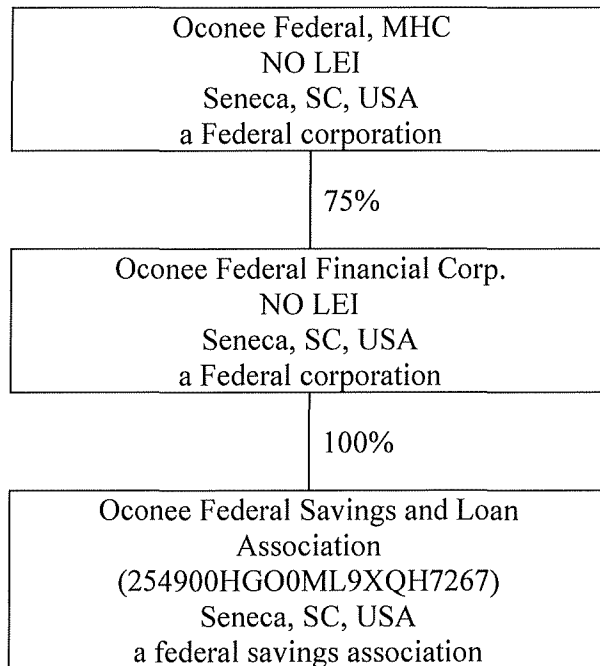 Oconee Federal, MHC
NO LEI
Seneca, SC, USA
a Federal corporation
75%
Oconee Federal Financial Corp.
NO LEI
Seneca, SC, USA
a Federal corporation
100%
Oconee Federal Savings and Loan
Association
(254900HGO0ML9XQH7267)
Seneca, SC, USA
a federal savings association